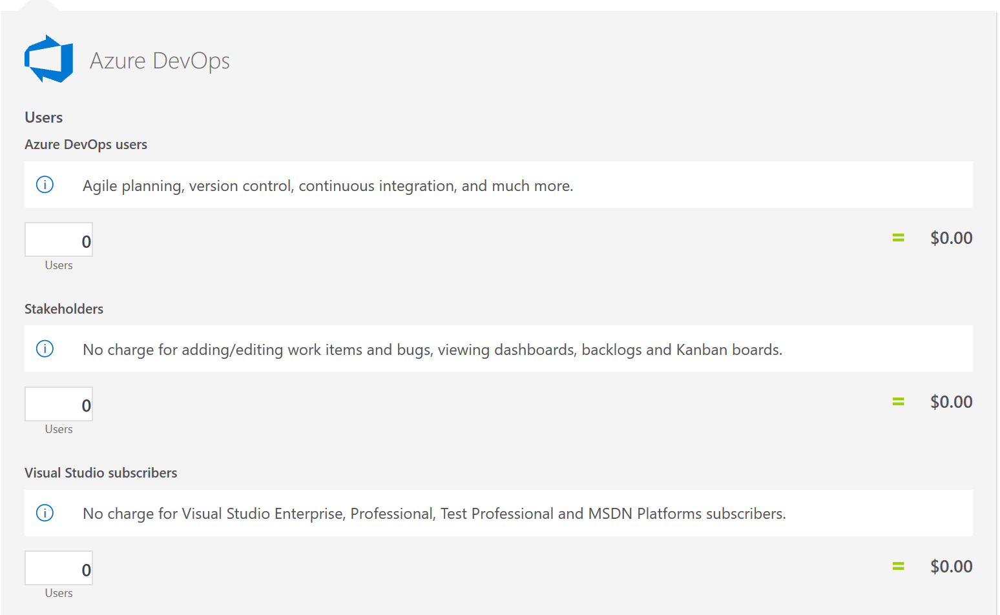 Azure DevOps
Users
Azure DevOps users
Agile planning, version control, continuous integration, and much more.
0
= $0.00
Users
Stakeholders
No charge for adding/editing work items and bugs, viewing dashboards, backlogs and Kanban boards.
0
= $0.00
Users
Visual Studio subscribers
No charge for Visual Studio Enterprise, Professional, Test Professional and MSDN Platforms subscribers.
0
= $0.00
Users